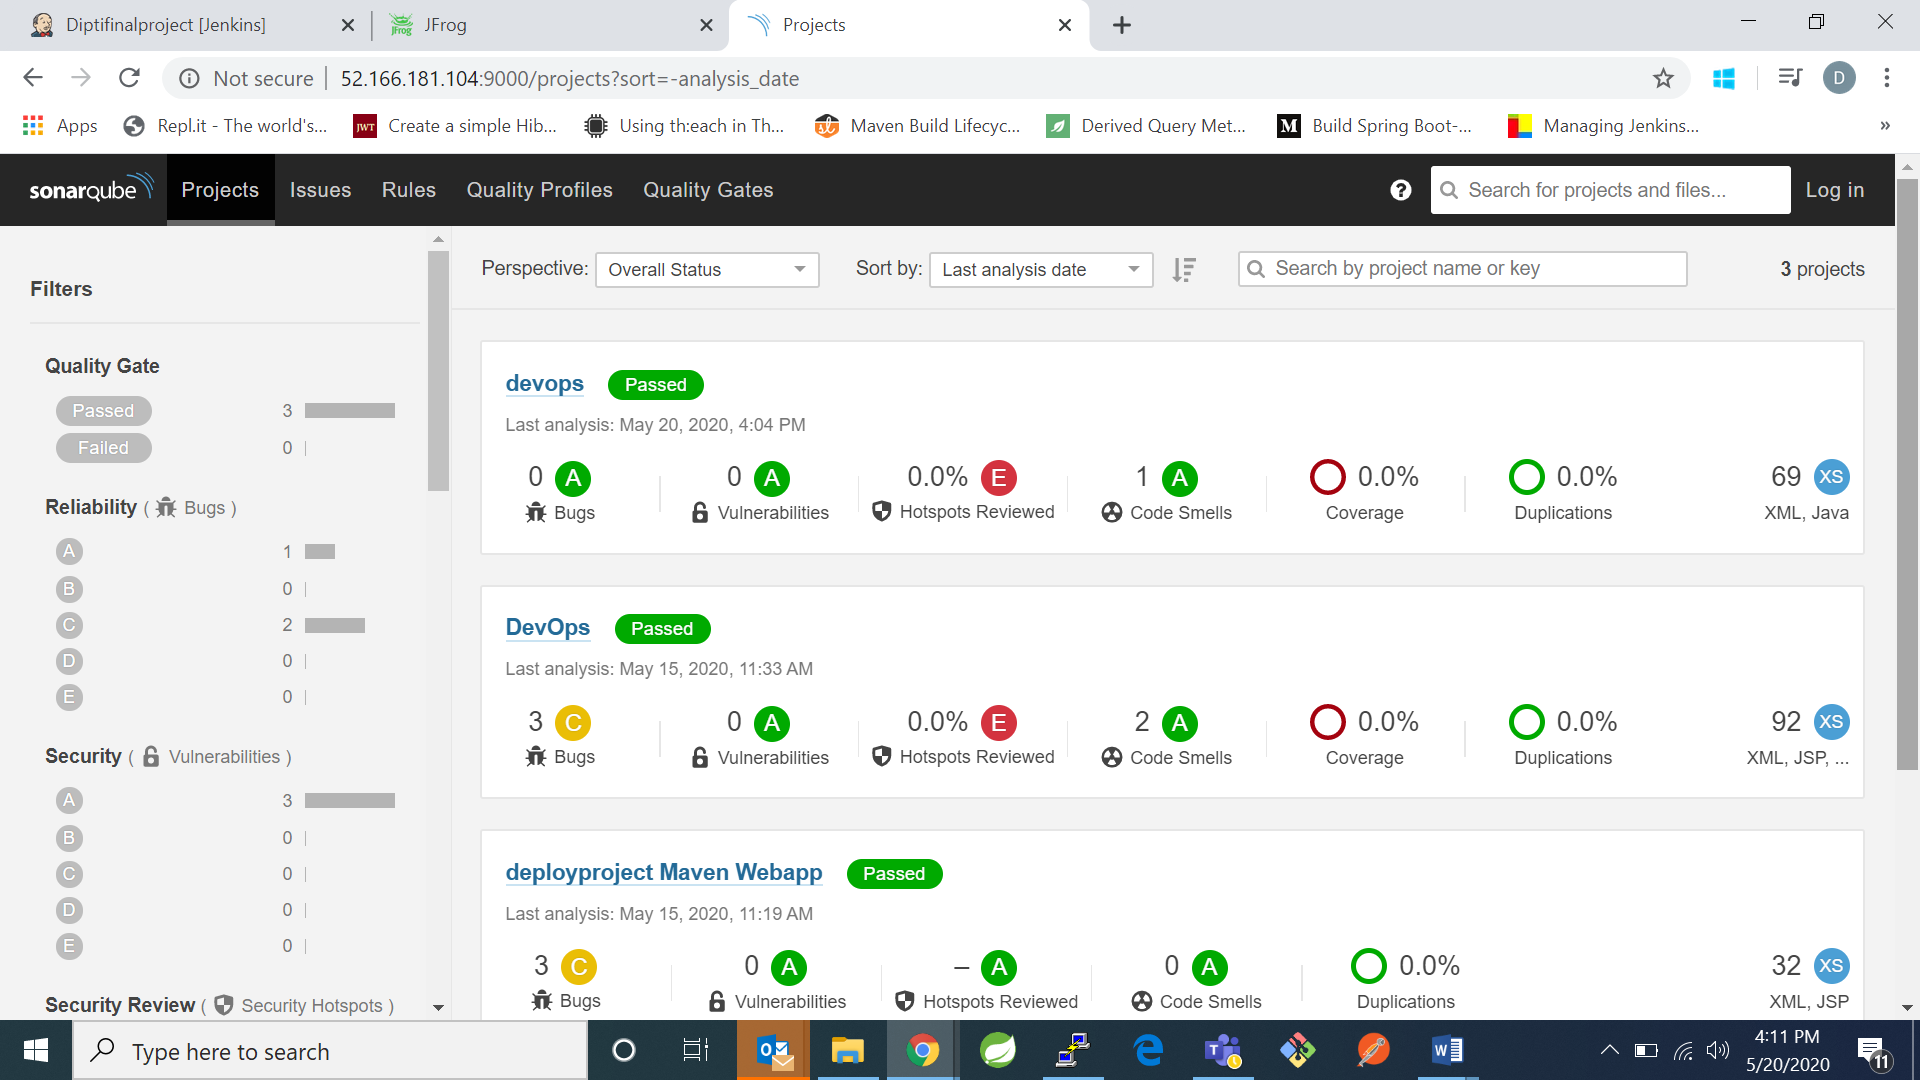 Diptifinalproject [Jenkins]
JFrog
Projects
Not secure
52.166.181.104:9000/projects?sort=-analysis_date
D
Apps
Repl.it - The world's...
JWT
Create a simple Hib...
Using th:each in Th...
Maven Build Lifecyc...
Derived Query Met...
M
Build Spring Boot-...
Managing Jenkins...
»
sonarqube
Projects
Issues
Rules
Quality Profiles
Quality Gates
?
Search for projects and files...
Log in
Filters
Quality Gate
Passed 3
Failed 0
Reliability ( Bugs )
A 1
B 0
C 2
D 0
E 0
Security ( Vulnerabilities )
A 3
B 0
C 0
D 0
E 0
Security Review ( Security Hotspots )
Perspective: Overall Status
Sort by: Last analysis date
Search by project name or key
3 projects
devops Passed
Last analysis: May 20, 2020, 4:04 PM
0 A 0 A 0.0% E 1 A 0.0% 0.0% 69 XS
Bugs Vulnerabilities Hotspots Reviewed Code Smells Coverage Duplications XML, Java
DevOps Passed
Last analysis: May 15, 2020, 11:33 AM
3 C 0 A 0.0% E 2 A 0.0% 0.0% 92 XS
Bugs Vulnerabilities Hotspots Reviewed Code Smells Coverage Duplications XML, JSP, ...
deployproject Maven Webapp Passed
Last analysis: May 15, 2020, 11:19 AM
3 C 0 A – A 0 A 0.0% 32 XS
Bugs Vulnerabilities Hotspots Reviewed Code Smells Duplications XML, JSP
Type here to search
4:11 PM
5/20/2020
11